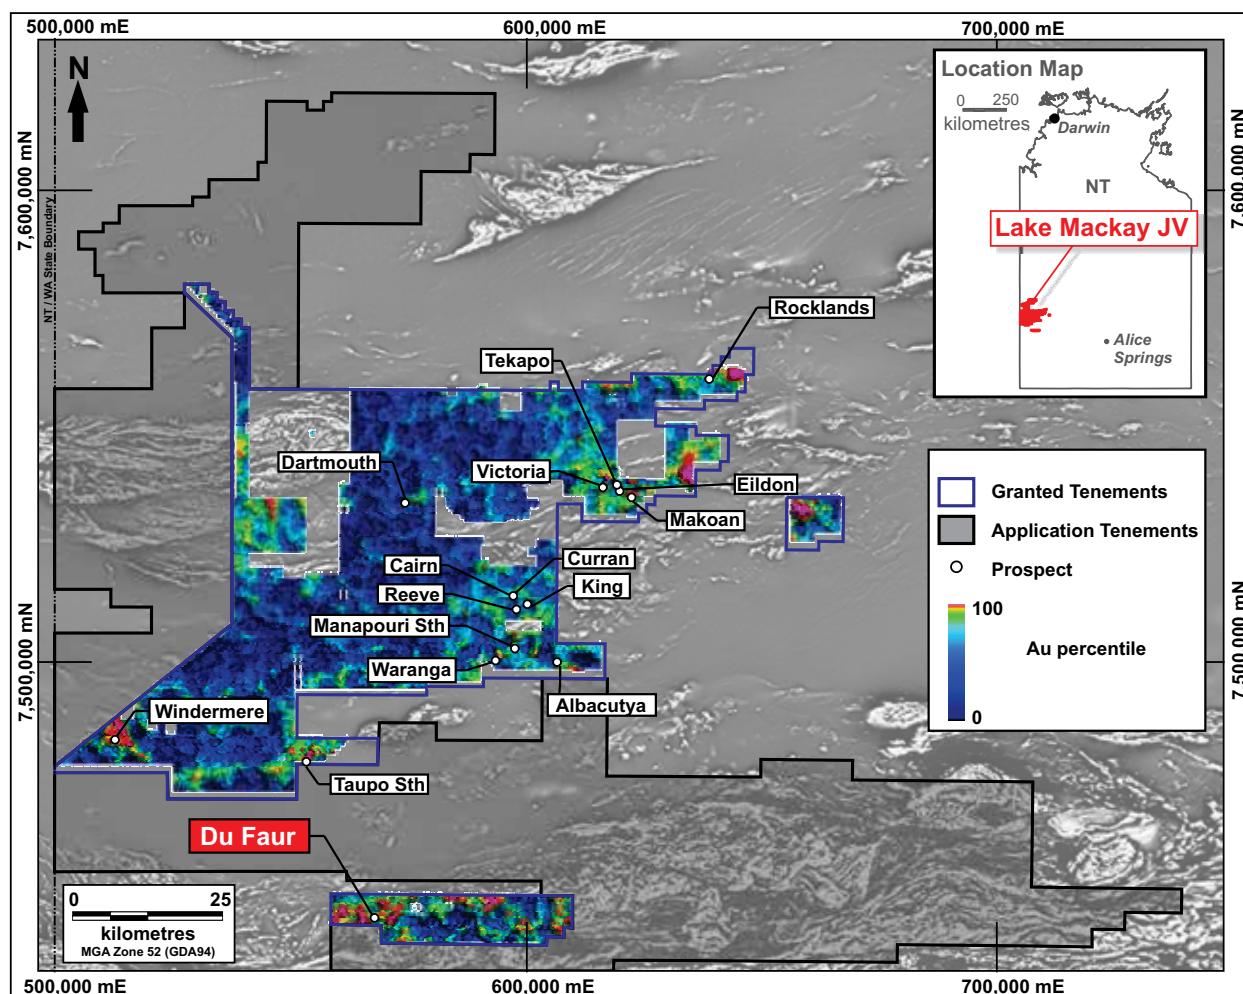 500,000 mE
600,000 mE
700,000 mE
N
7,600,000 mN
7,600,000 mN
NT / WA State Boundary
Location Map
0 250
kilometres
Darwin
NT
Lake Mackay JV
Alice
Springs
Rocklands
Tekapo
Dartmouth
Victoria
Eildon
Makoan
Granted Tenements
Application Tenements
Prospect
100
Au percentile
0
Curran
Cairn
King
Reeve
Manapouri Sth
Waranga
Albacutya
7,500,000 mN
7,500,000 mN
Windermere
Taupo Sth
Du Faur
0 25
kilometres
MGA Zone 52 (GDA94)
500,000 mE
600,000 mE
700,000 mE